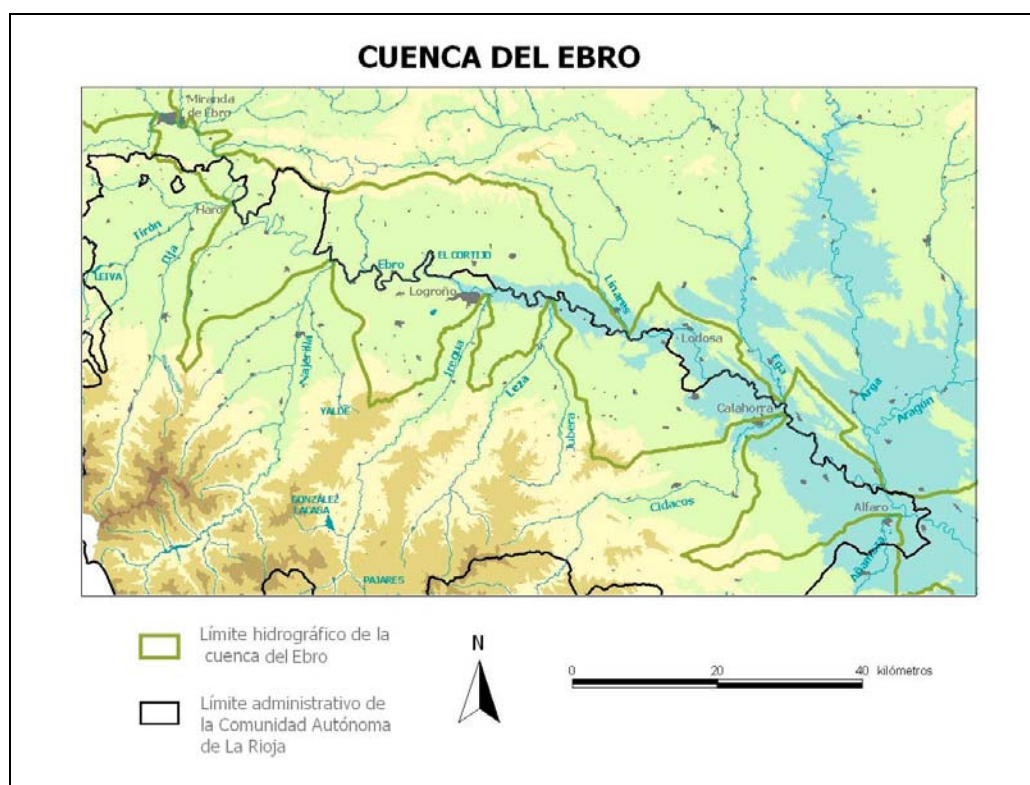 CUENCA DEL EBRO
Miranda
de Ebro
Haro
Tirón
Oja
LEIVA
Ebro
EL CORTIJO
Logroño
Linares
Lodosa
Ega
Arga
Aragón
Najerilla
YALDE
Iregua
Leza
Jubera
Calahorra
Cidacos
GONZÁLEZ
LACASA
PAJARES
Alfaro
Alhama
Límite hidrográfico de la
cuenca del Ebro
Límite administrativo de
la Comunidad Autónoma
de La Rioja
N
0 20 40 kilómetros